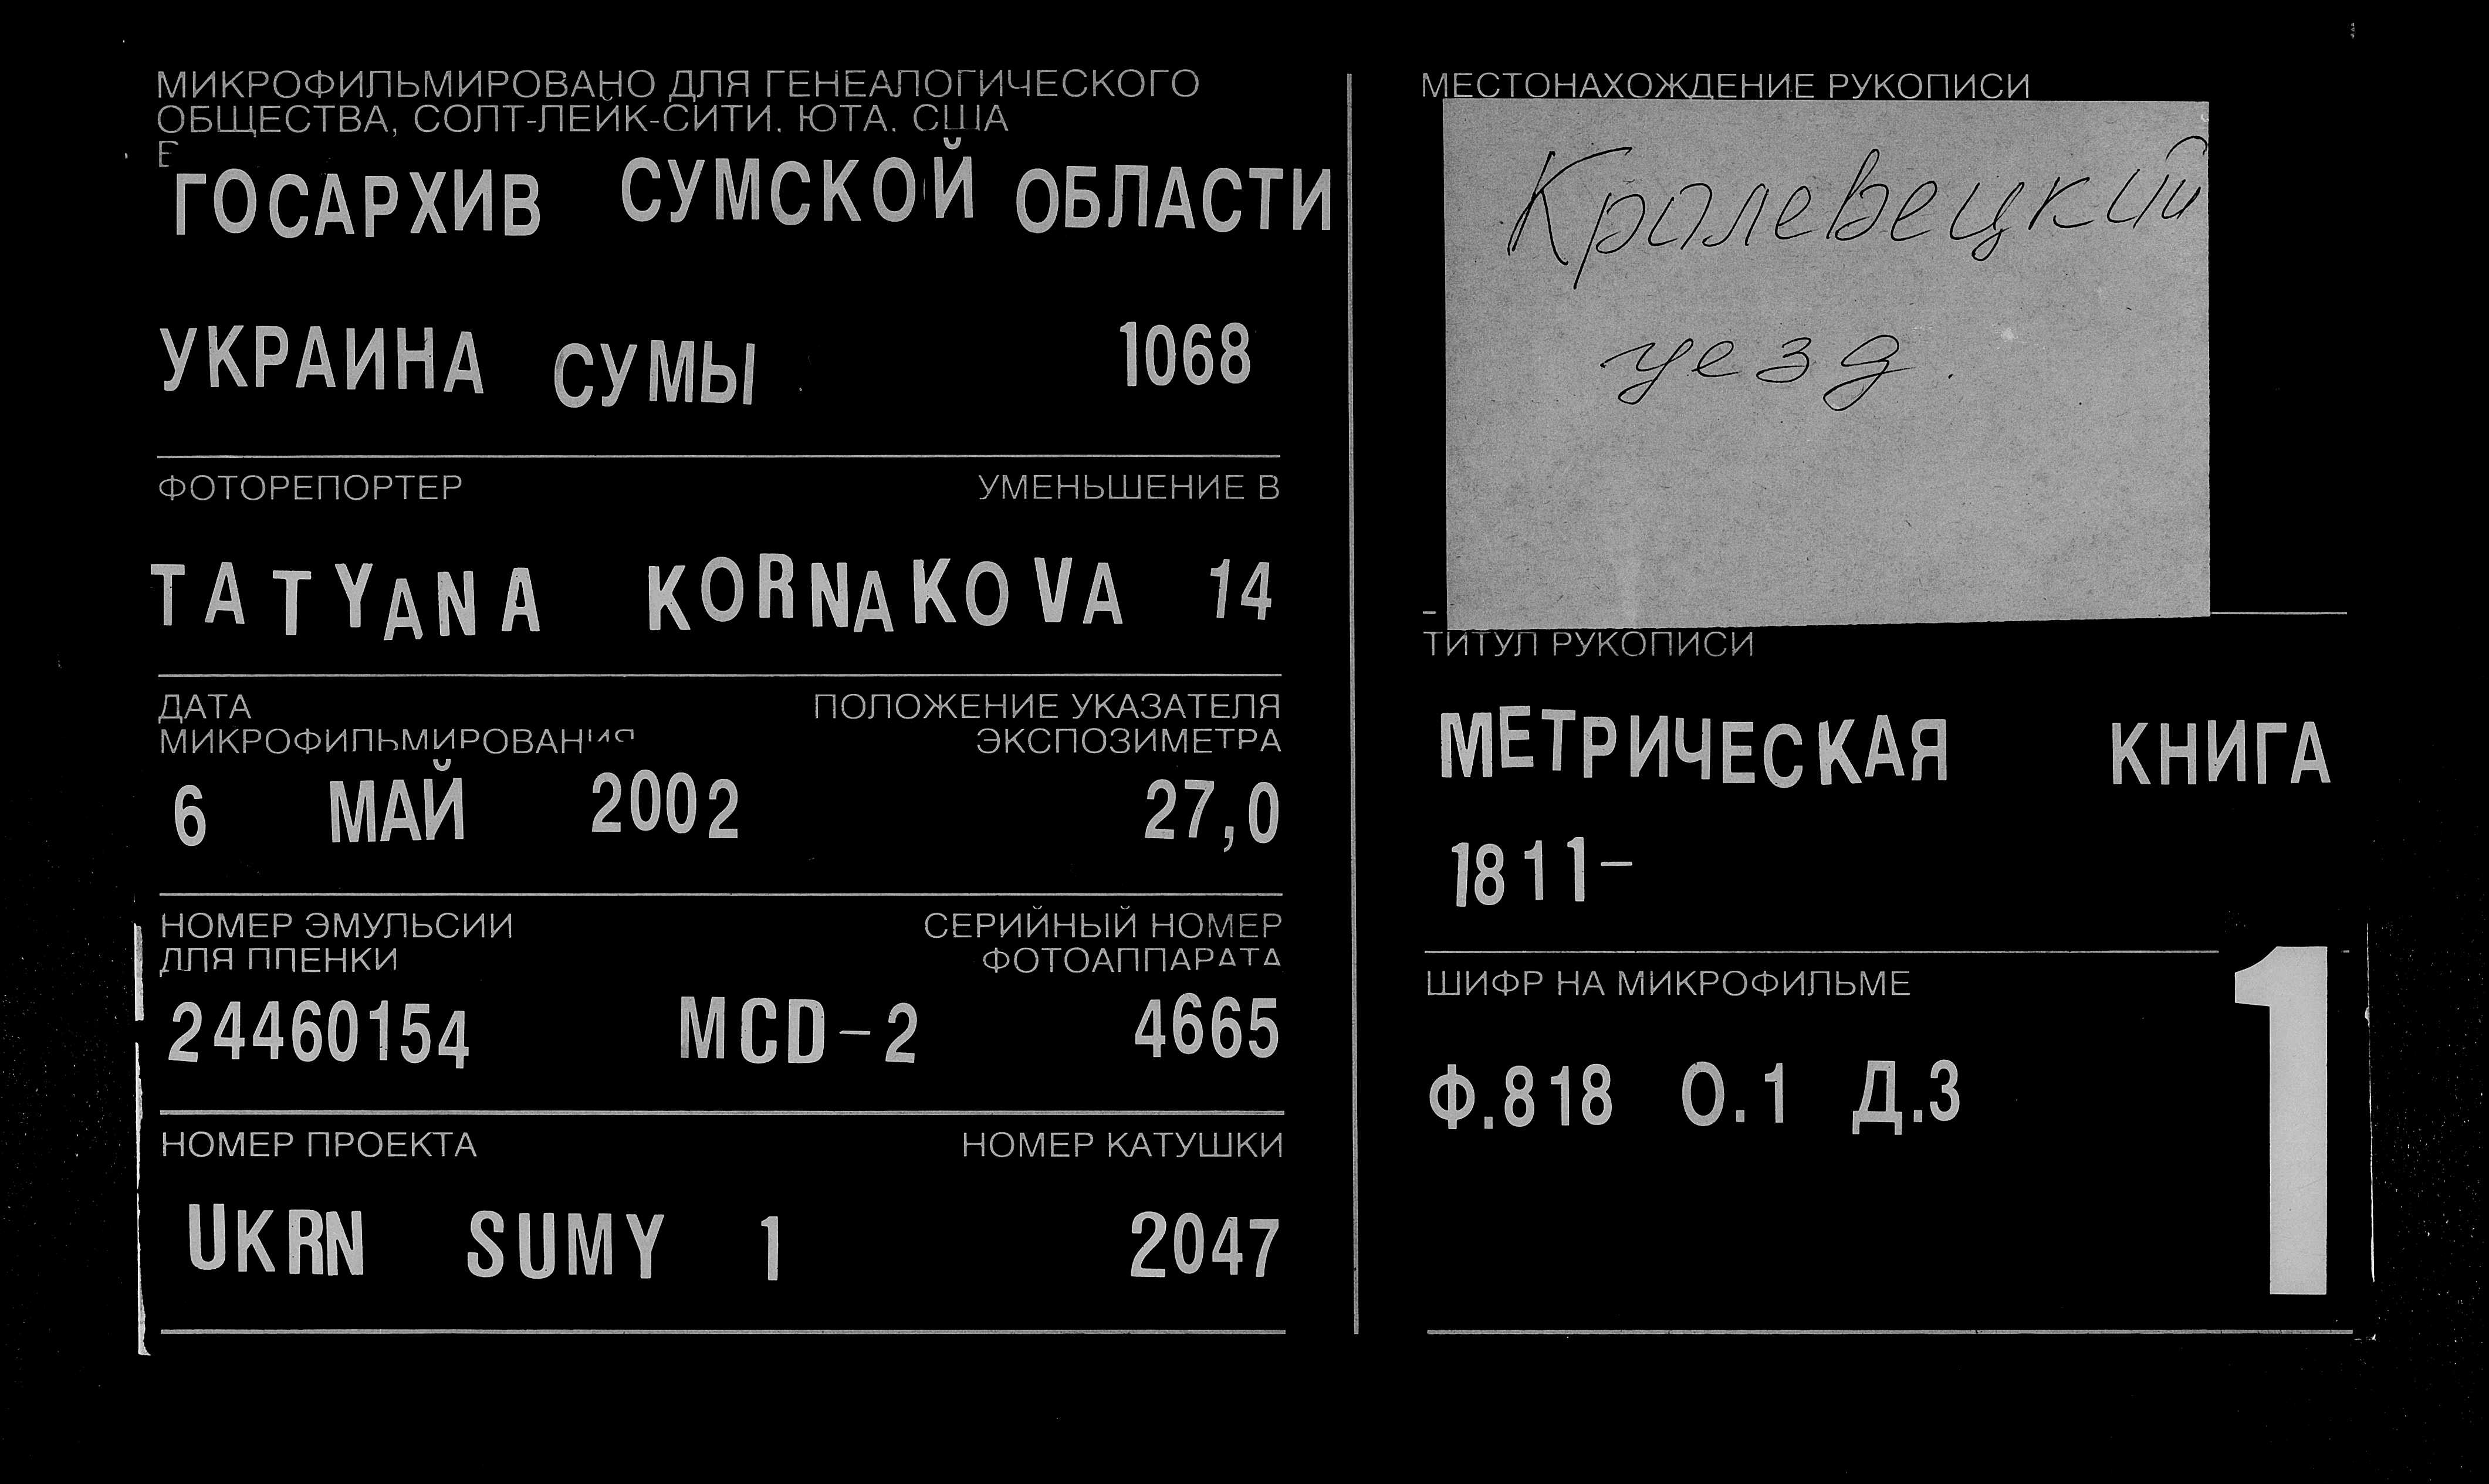 МИКРОФИЛЬМИРОВАНО ДЛЯ ГЕНЕАЛОГИЧЕСКОГО
ОБЩЕСТВА, СОЛТ-ЛЕЙК-СИТИ, ЮТА, США
В
ГОСАРХИВ СУМСКОЙ ОБЛАСТИ
УКРАИНА СУМЫ 1068
ФОТОРЕПОРТЕР УМЕНЬШЕНИЕ В
TATYANA KORNAKOVA 14
ДАТА ПОЛОЖЕНИЕ УКАЗАТЕЛЯ
МИКРОФИЛЬМИРОВАНИЯ ЭКСПОЗИМЕТРА
6 МАЙ 2002 27,0
НОМЕР ЭМУЛЬСИИ СЕРИЙНЫЙ НОМЕР
ДЛЯ ПЛЕНКИ ФОТОАППАРАТА
24460154 MCD-2 4665
НОМЕР ПРОЕКТА НОМЕР КАТУШКИ
UKRN SUMY 1 2047
МЕСТОНАХОЖДЕНИЕ РУКОПИСИ
Кролевецкий
уезд.
ТИТУЛ РУКОПИСИ
МЕТРИЧЕСКАЯ КНИГА
1811-
ШИФР НА МИКРОФИЛЬМЕ
Ф.818 О.1 Д.3
1